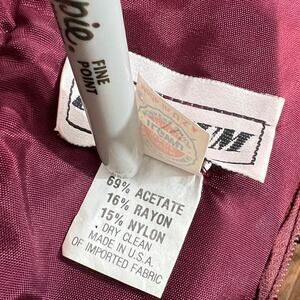 pie.
FINE
POINT
69% ACETATE
16% RAYON
15% NYLON
DRY CLEAN
MADE IN U.S.A.
OF IMPORTED FABRIC